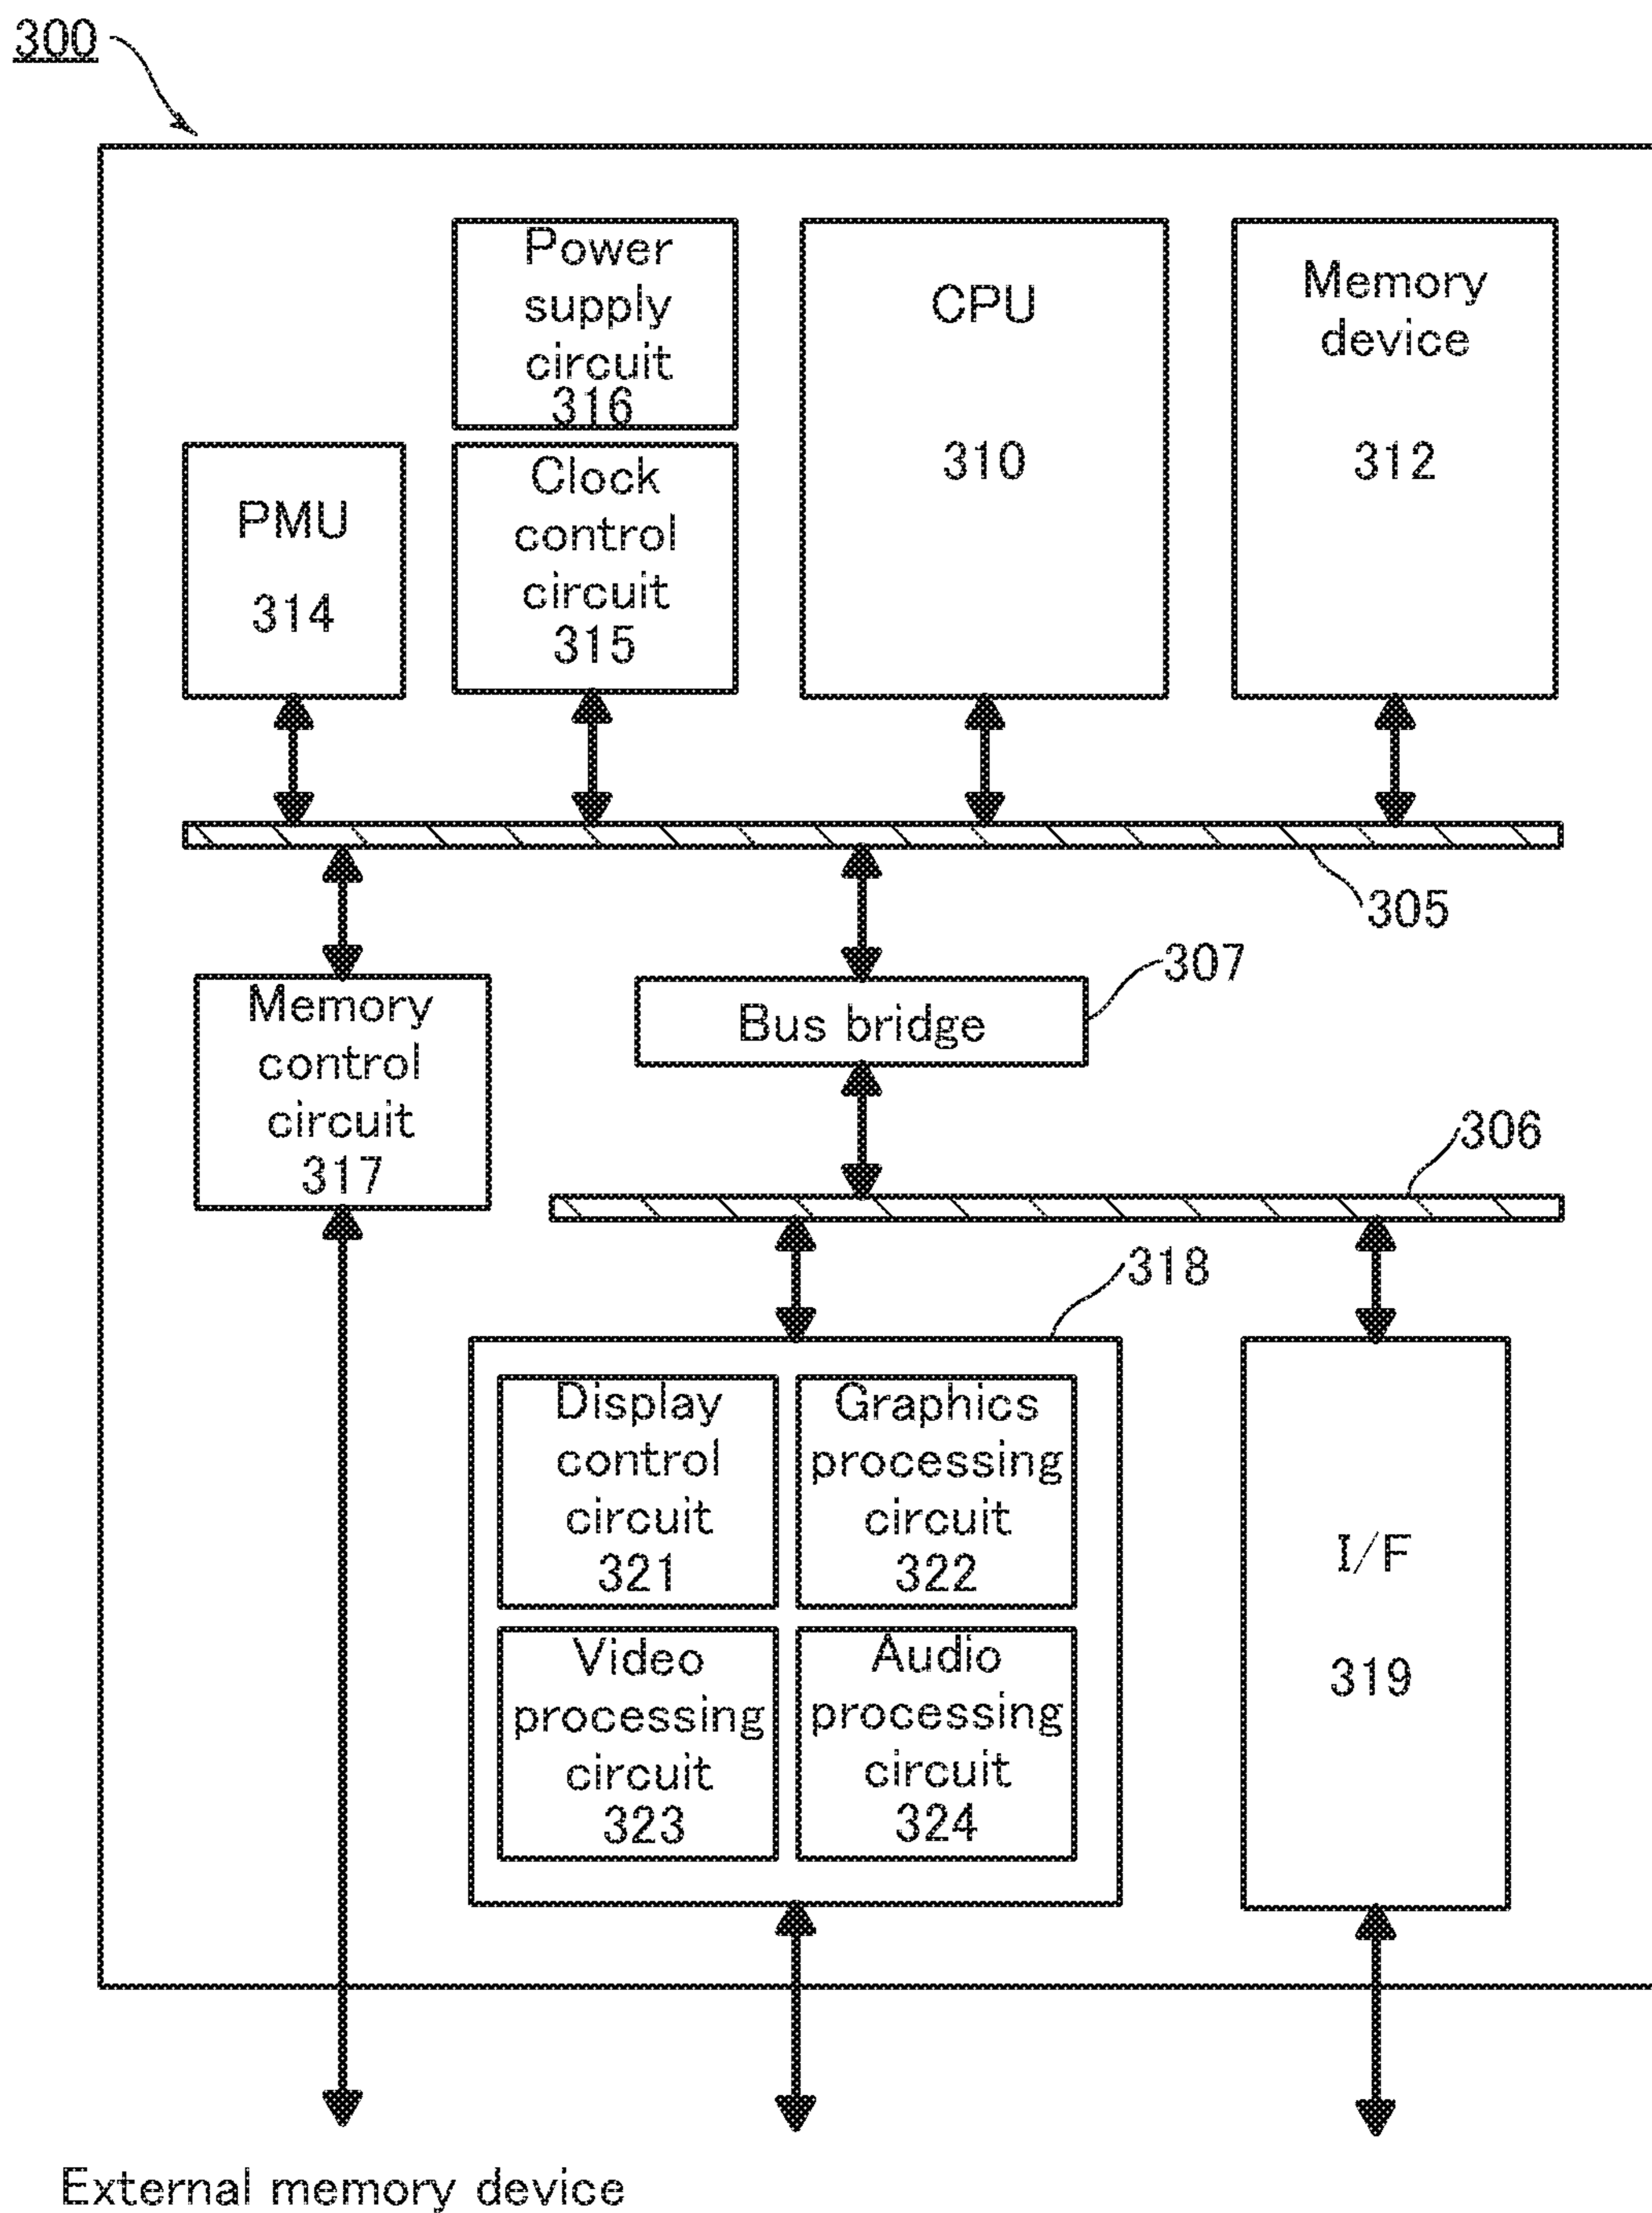 300
Power
supply
circuit
316
CPU
310
Memory
device
312
PMU
314
Clock
control
circuit
315
305
307
Memory
control
circuit
317
Bus bridge
306
318
Display
control
circuit
321
Graphics
processing
circuit
322
Video
processing
circuit
323
Audio
processing
circuit
324
I/F
319
External memory device